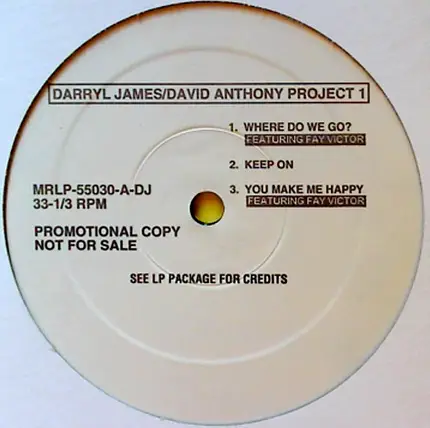 DARRYL JAMES/DAVID ANTHONY PROJECT 1
1. WHERE DO WE GO?
FEATURING FAY VICTOR
2. KEEP ON
3. YOU MAKE ME HAPPY
FEATURING FAY VICTOR
MRLP-55030-A-DJ
33-1/3 RPM
PROMOTIONAL COPY
NOT FOR SALE
SEE LP PACKAGE FOR CREDITS